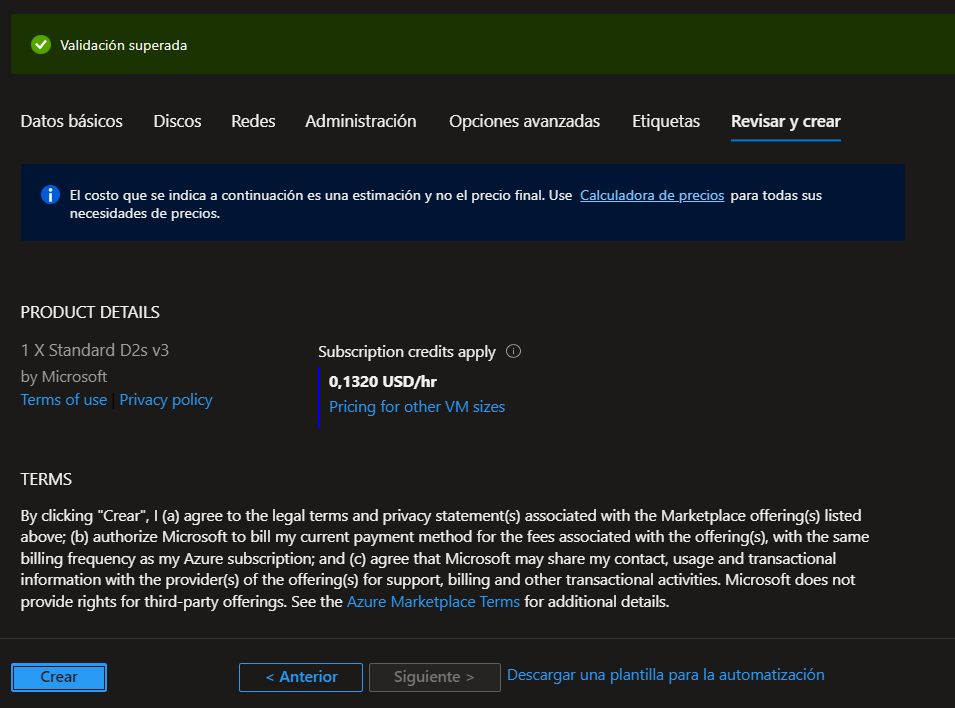 Validación superada
Datos básicos Discos Redes Administración Opciones avanzadas Etiquetas Revisar y crear
El costo que se indica a continuación es una estimación y no el precio final. Use Calculadora de precios para todas sus
necesidades de precios.
PRODUCT DETAILS
1 X Standard D2s v3
by Microsoft
Terms of use | Privacy policy
Subscription credits apply
0,1320 USD/hr
Pricing for other VM sizes
TERMS
By clicking "Crear", I (a) agree to the legal terms and privacy statement(s) associated with the Marketplace offering(s) listed
above; (b) authorize Microsoft to bill my current payment method for the fees associated with the offering(s), with the same
billing frequency as my Azure subscription; and (c) agree that Microsoft may share my contact, usage and transactional
information with the provider(s) of the offering(s) for support, billing and other transactional activities. Microsoft does not
provide rights for third-party offerings. See the Azure Marketplace Terms for additional details.
Crear < Anterior Siguiente > Descargar una plantilla para la automatización